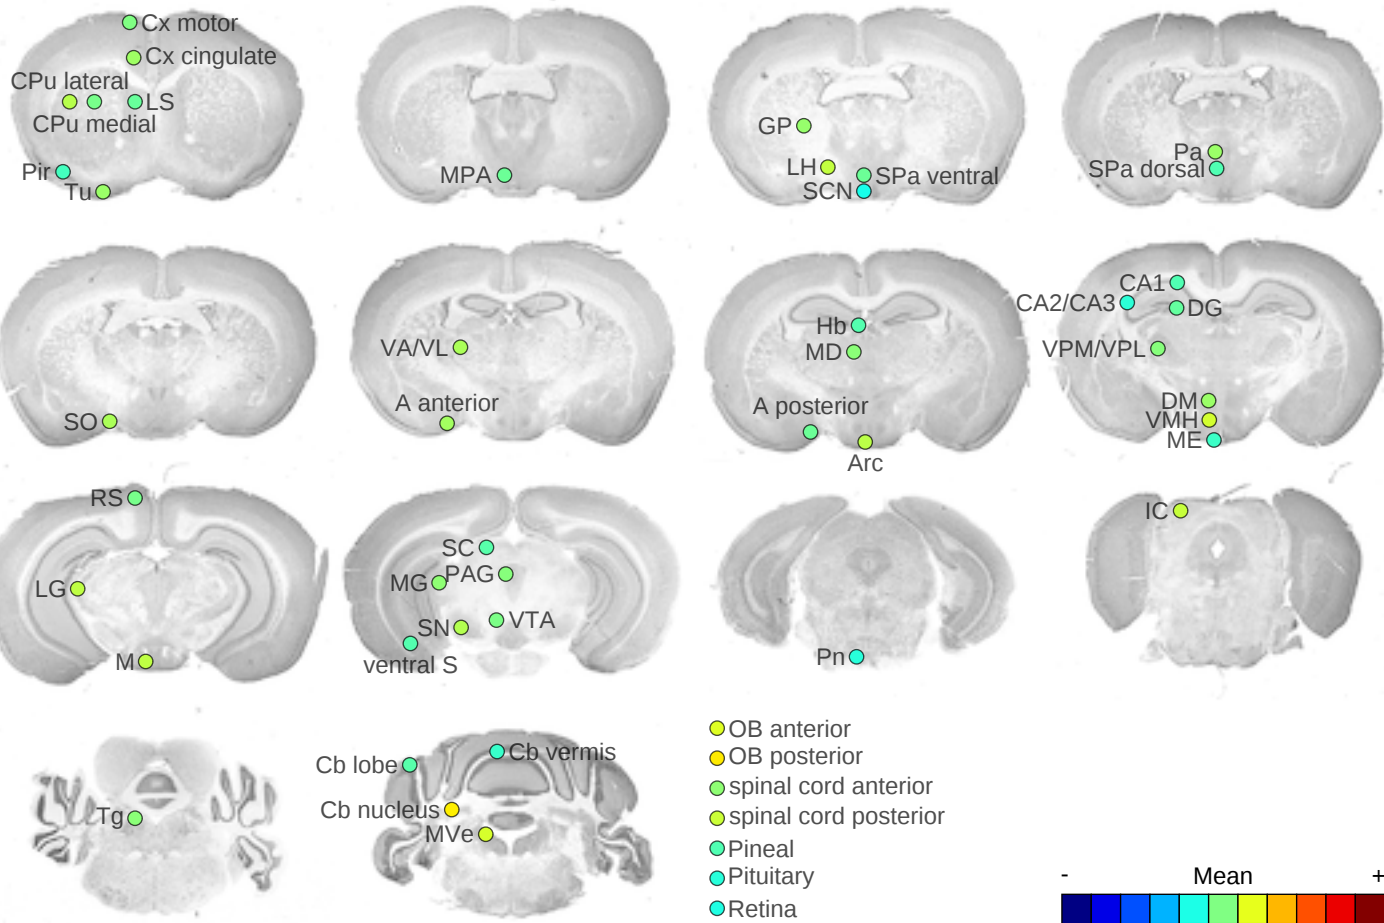 Cx motor
Cx cingulate
CPu lateral
LS
CPu medial
Pir
Tu
MPA
GP
LH
SPa ventral
SCN
Pa
SPa dorsal
SO
VA/VL
A anterior
Hb
MD
A posterior
Arc
CA1
CA2/CA3
DG
VPM/VPL
DM
VMH
ME
RS
LG
M
SC
MG
PAG
SN
VTA
ventral S
Pn
IC
Tg
Cb lobe
Cb vermis
Cb nucleus
MVe
OB anterior
OB posterior
spinal cord anterior
spinal cord posterior
Pineal
Pituitary
Retina
- Mean +